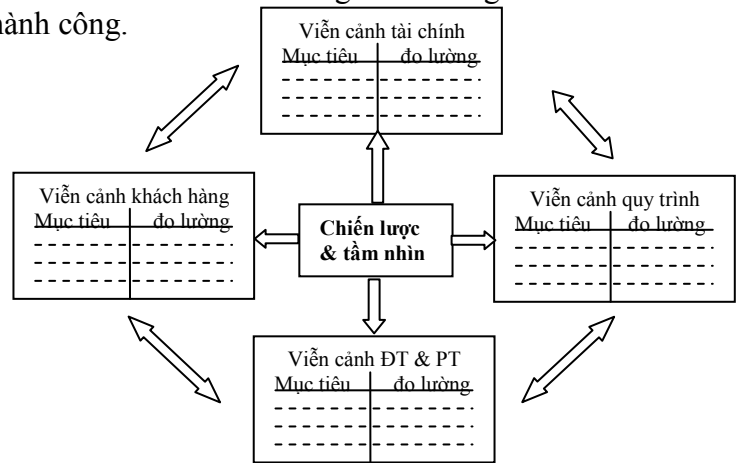 hành công.
Viễn cảnh tài chính
Mục tiêu đo lường
Viễn cảnh khách hàng
Mục tiêu đo lường
Chiến lược
& tầm nhìn
Viễn cảnh quy trình
Mục tiêu đo lường
Viễn cảnh ĐT & PT
Mục tiêu đo lường